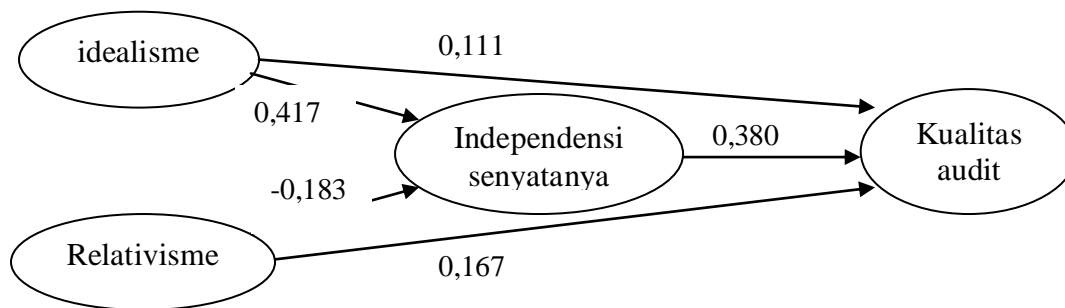 idealisme
0,111
0,417
Independensi
senyatanya
0,380
Kualitas
audit
-0,183
Relativisme
0,167